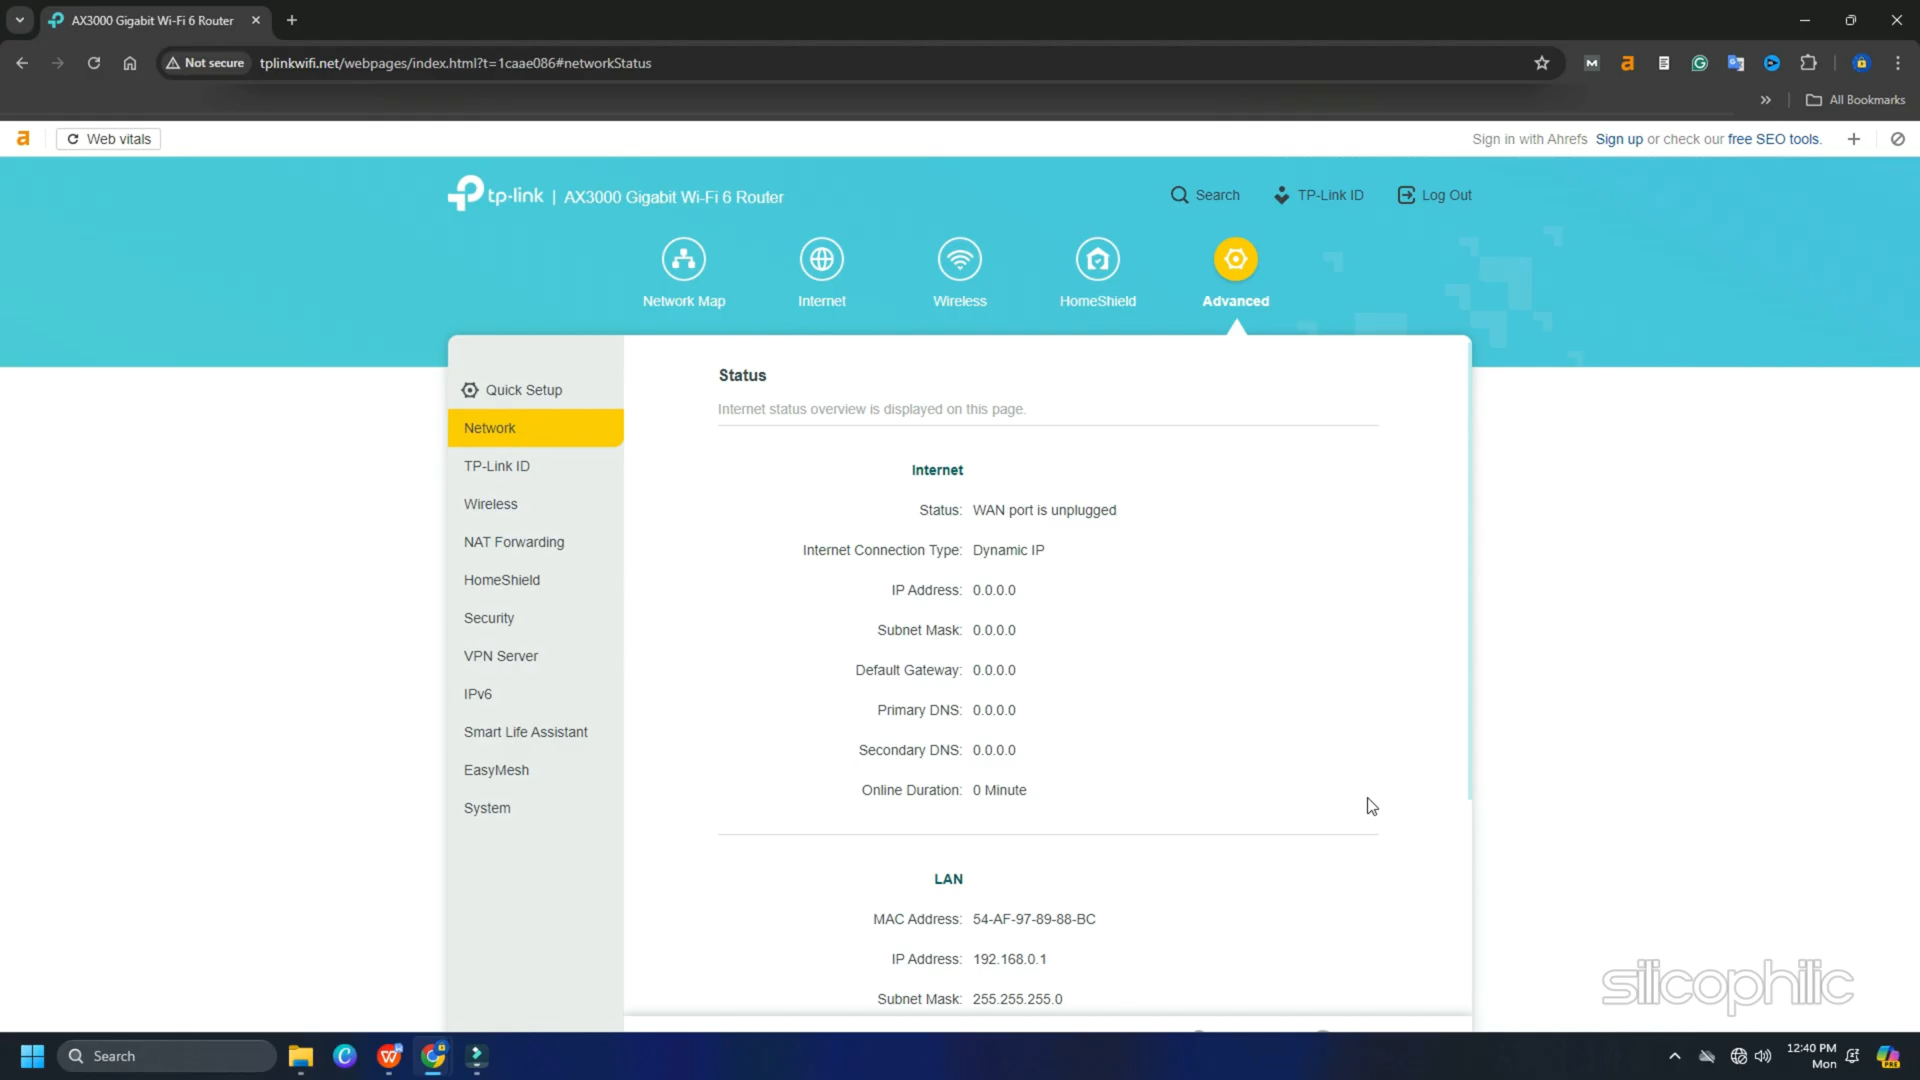 AX3000 Gigabit Wi-Fi 6 Router
Not secure
tplinkwifi.net/webpages/index.html?t=1caae086#networkStatus
All Bookmarks
a
Web vitals
Sign in with Ahrefs Sign up or check our free SEO tools.
tp-link | AX3000 Gigabit Wi-Fi 6 Router
Search
TP-Link ID
Log Out
Network Map
Internet
Wireless
HomeShield
Advanced
Quick Setup
Network
TP-Link ID
Wireless
NAT Forwarding
HomeShield
Security
VPN Server
IPv6
Smart Life Assistant
EasyMesh
System
Status
Internet status overview is displayed on this page.
Internet
Status: WAN port is unplugged
Internet Connection Type: Dynamic IP
IP Address: 0.0.0.0
Subnet Mask: 0.0.0.0
Default Gateway: 0.0.0.0
Primary DNS: 0.0.0.0
Secondary DNS: 0.0.0.0
Online Duration: 0 Minute
LAN
MAC Address: 54-AF-97-89-88-BC
IP Address: 192.168.0.1
Subnet Mask: 255.255.255.0
silicophilic
Search
12:40 PM
Mon